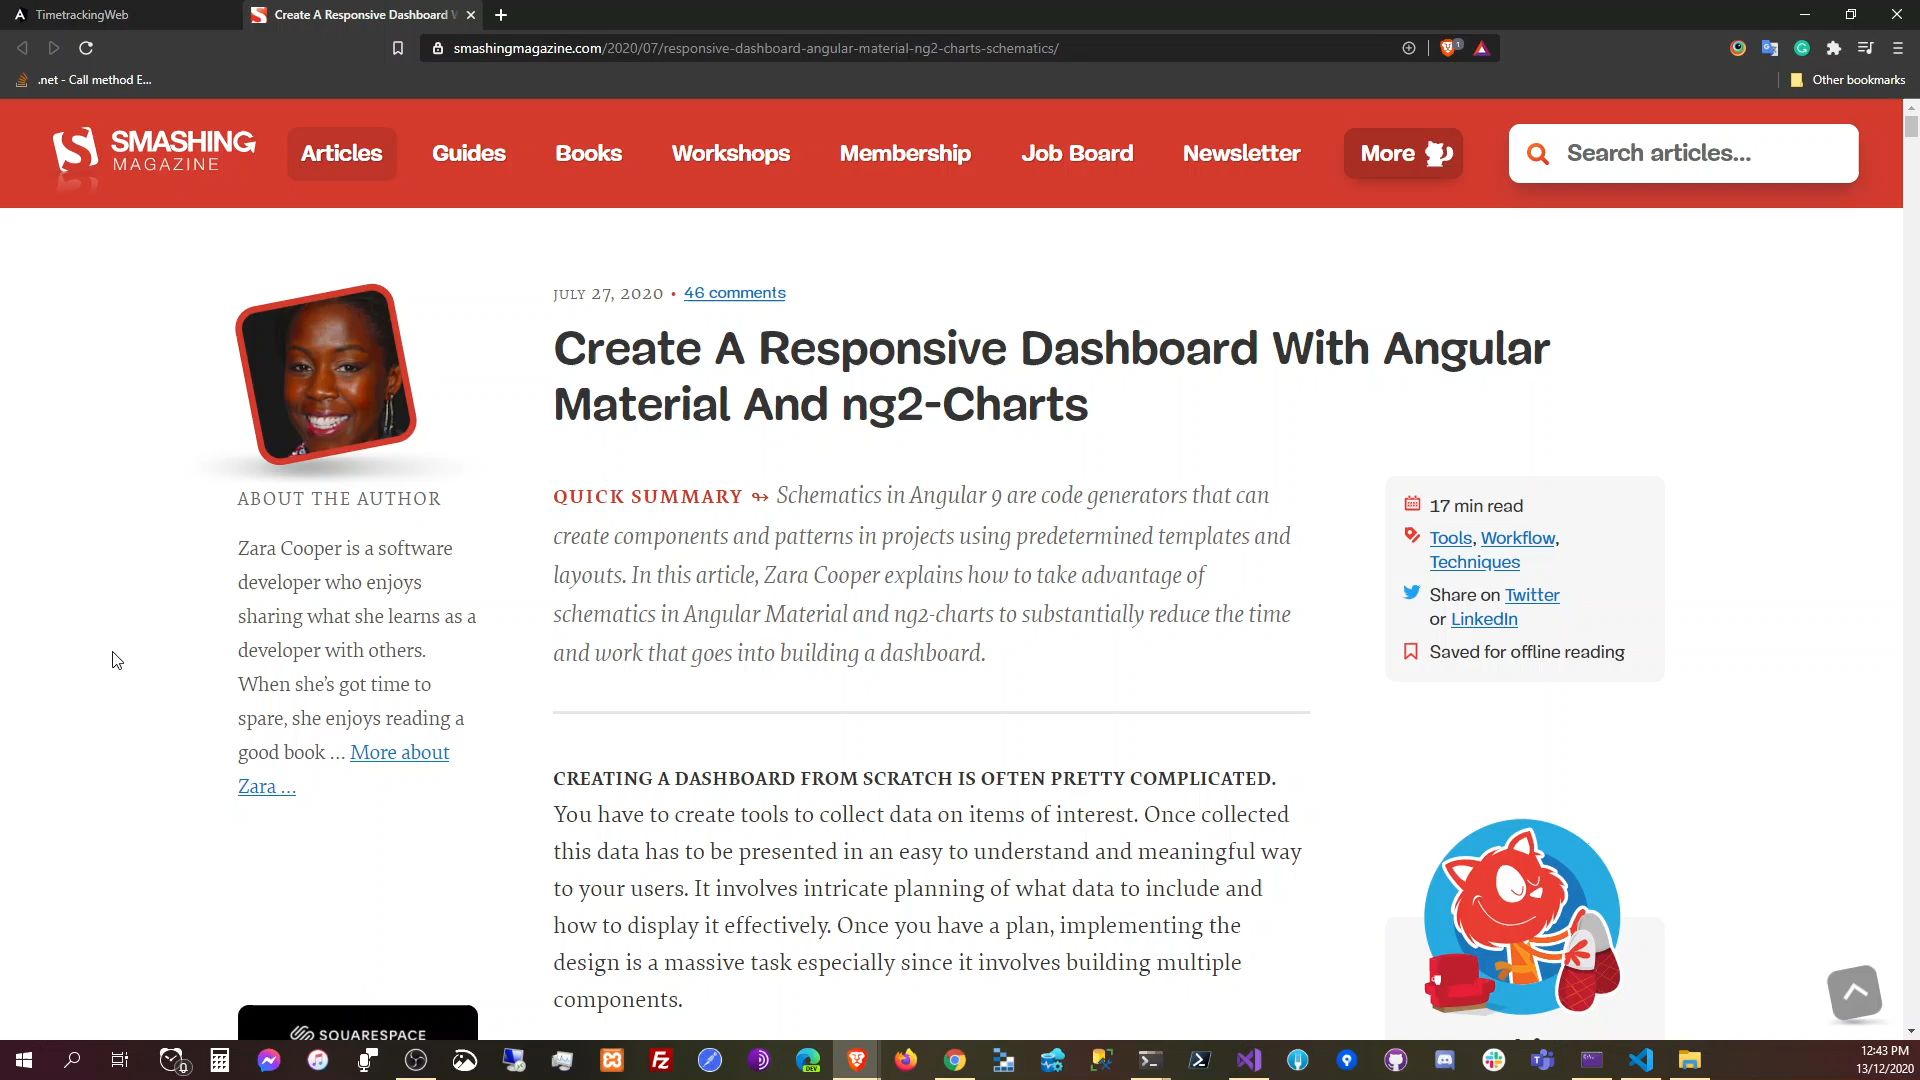 TimetrackingWeb
Create A Responsive Dashboard W
smashingmagazine.com/2020/07/responsive-dashboard-angular-material-ng2-charts-schematics/
1
.net - Call method E...
Other bookmarks
SMASHING
MAGAZINE
Articles
Guides
Books
Workshops
Membership
Job Board
Newsletter
More
Search articles...
JULY 27, 2020 • 46 comments
Create A Responsive Dashboard With Angular
Material And ng2-Charts
ABOUT THE AUTHOR
Zara Cooper is a software
developer who enjoys
sharing what she learns as a
developer with others.
When she’s got time to
spare, she enjoys reading a
good book … More about
Zara …
QUICK SUMMARY ↬ Schematics in Angular 9 are code generators that can
create components and patterns in projects using predetermined templates and
layouts. In this article, Zara Cooper explains how to take advantage of
schematics in Angular Material and ng2-charts to substantially reduce the time
and work that goes into building a dashboard.
17 min read
Tools, Workflow,
Techniques
Share on Twitter
or LinkedIn
Saved for offline reading
CREATING A DASHBOARD FROM SCRATCH IS OFTEN PRETTY COMPLICATED.
You have to create tools to collect data on items of interest. Once collected
this data has to be presented in an easy to understand and meaningful way
to your users. It involves intricate planning of what data to include and
how to display it effectively. Once you have a plan, implementing the
design is a massive task especially since it involves building multiple
components.
SQUARESPACE
DEV
12:43 PM
13/12/2020